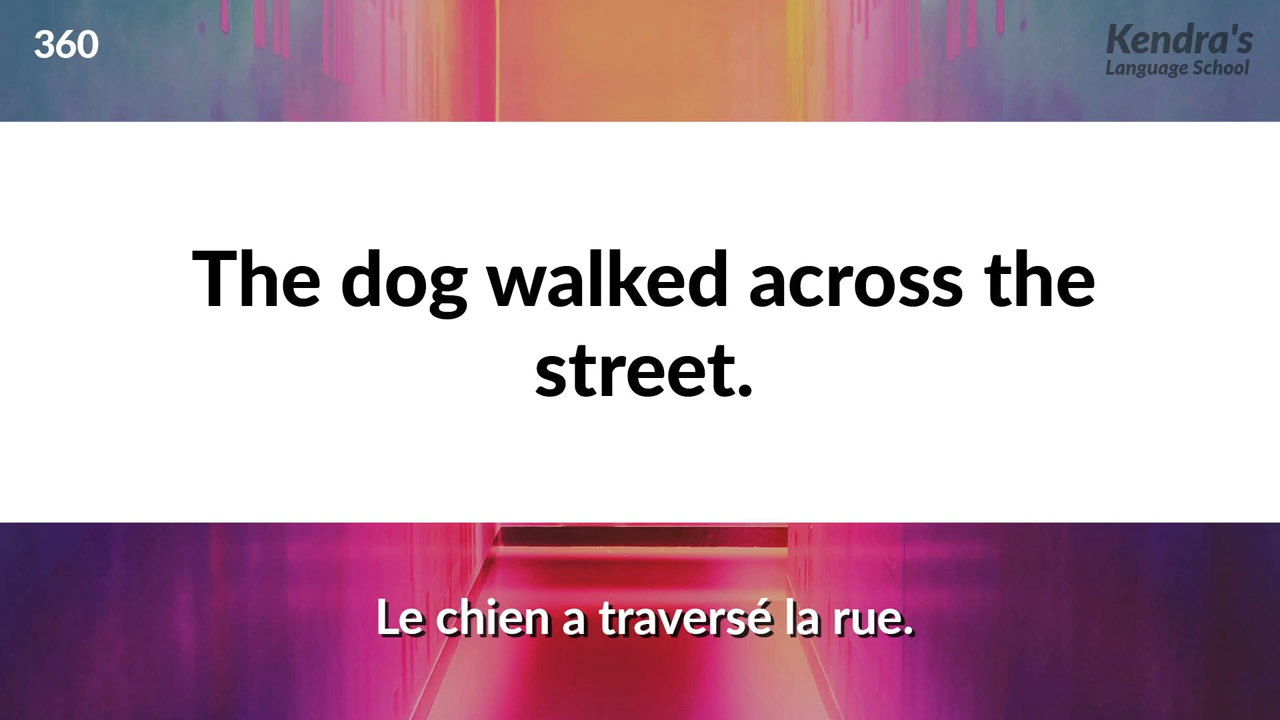 360
Kendra's
Language School
The dog walked across the
street.
Le chien a traversé la rue.